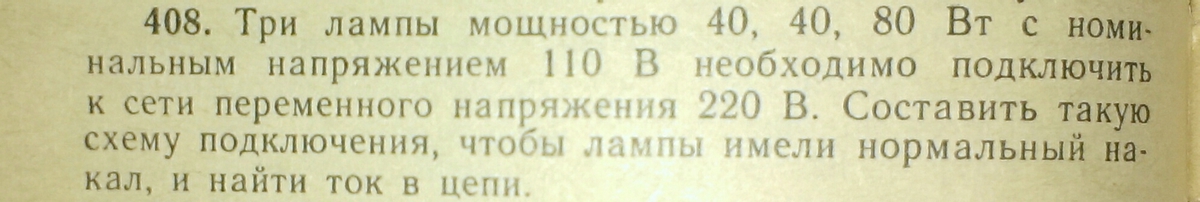 408. Три лампы мощностью 40, 40, 80 Вт с номи-
нальным напряжением 110 В необходимо подключить
к сети переменного напряжения 220 В. Составить такую
схему подключения, чтобы лампы имели нормальный на-
кал, и найти ток в цепи.